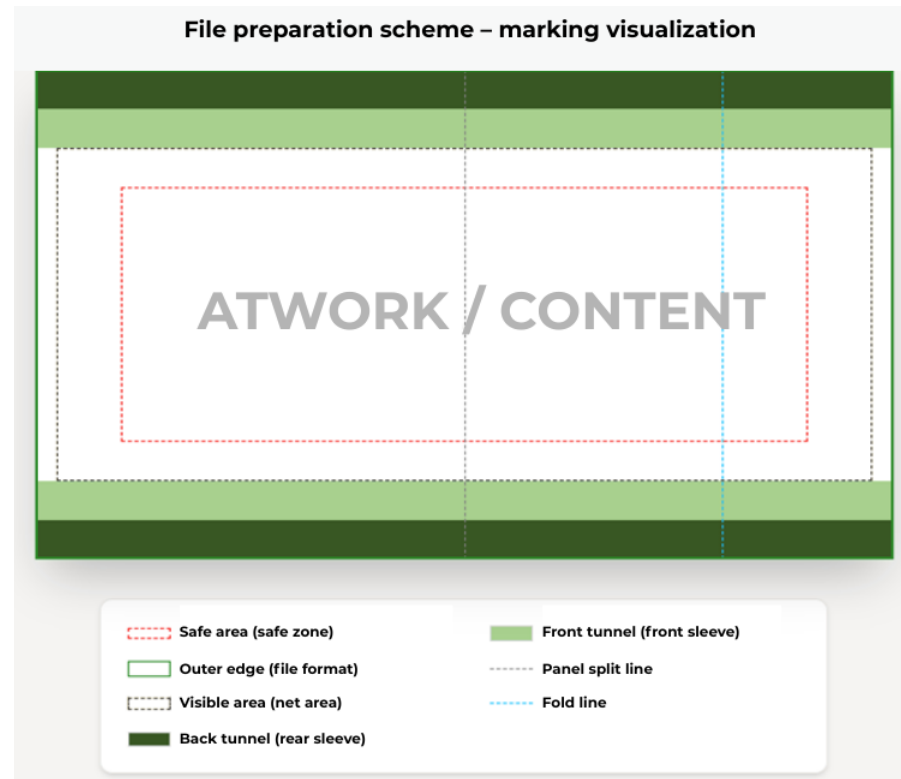 File preparation scheme – marking visualization
ATWORK / CONTENT
Safe area (safe zone)
Front tunnel (front sleeve)
Outer edge (file format)
Panel split line
Visible area (net area)
Fold line
Back tunnel (rear sleeve)